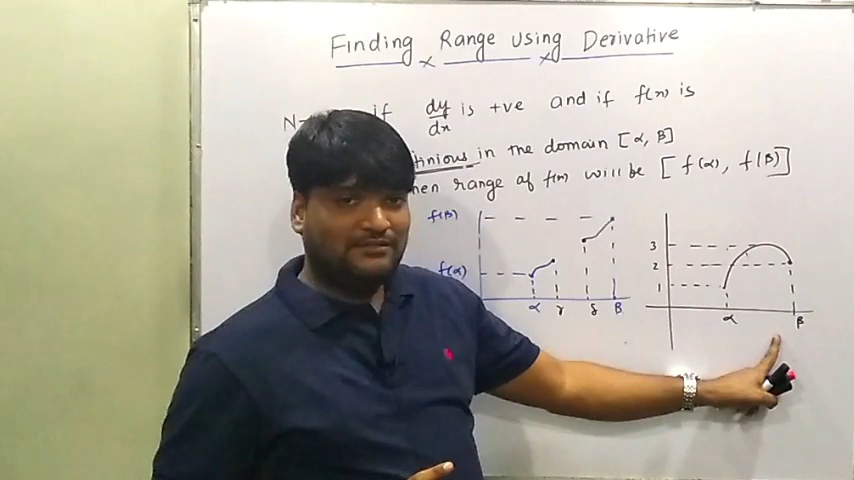 Finding Range using Derivative
N- if dy/dx is +ve and if f(x) is
tinious in the domain [α, β]
hen range of f(x) will be [f(α), f(β)]
f(β)
f(α)
α γ δ β
3
2
1
α β